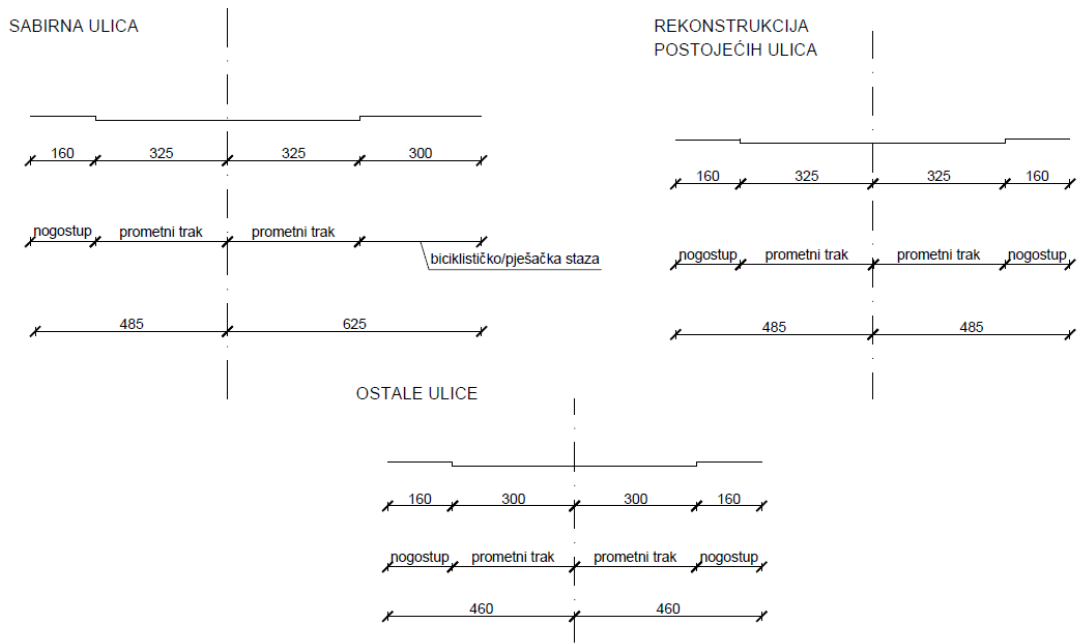 SABIRNA ULICA
160 325 325 300
nogostup prometni trak prometni trak
biciklističko/pješačka staza
485 625
REKONSTRUKCIJA
POSTOJEĆIH ULICA
160 325 325 160
nogostup prometni trak prometni trak nogostup
485 485
OSTALE ULICE
160 300 300 160
nogostup prometni trak prometni trak nogostup
460 460